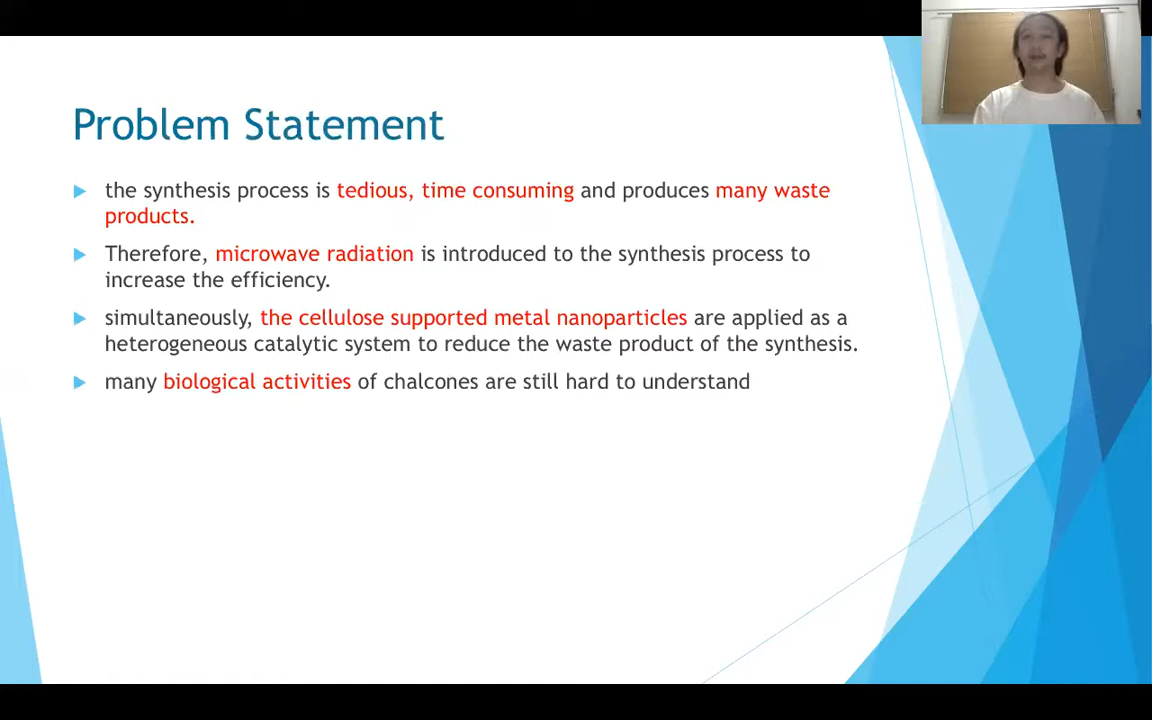 Problem Statement
the synthesis process is tedious, time consuming and produces many waste
products.
Therefore, microwave radiation is introduced to the synthesis process to
increase the efficiency.
simultaneously, the cellulose supported metal nanoparticles are applied as a
heterogeneous catalytic system to reduce the waste product of the synthesis.
many biological activities of chalcones are still hard to understand